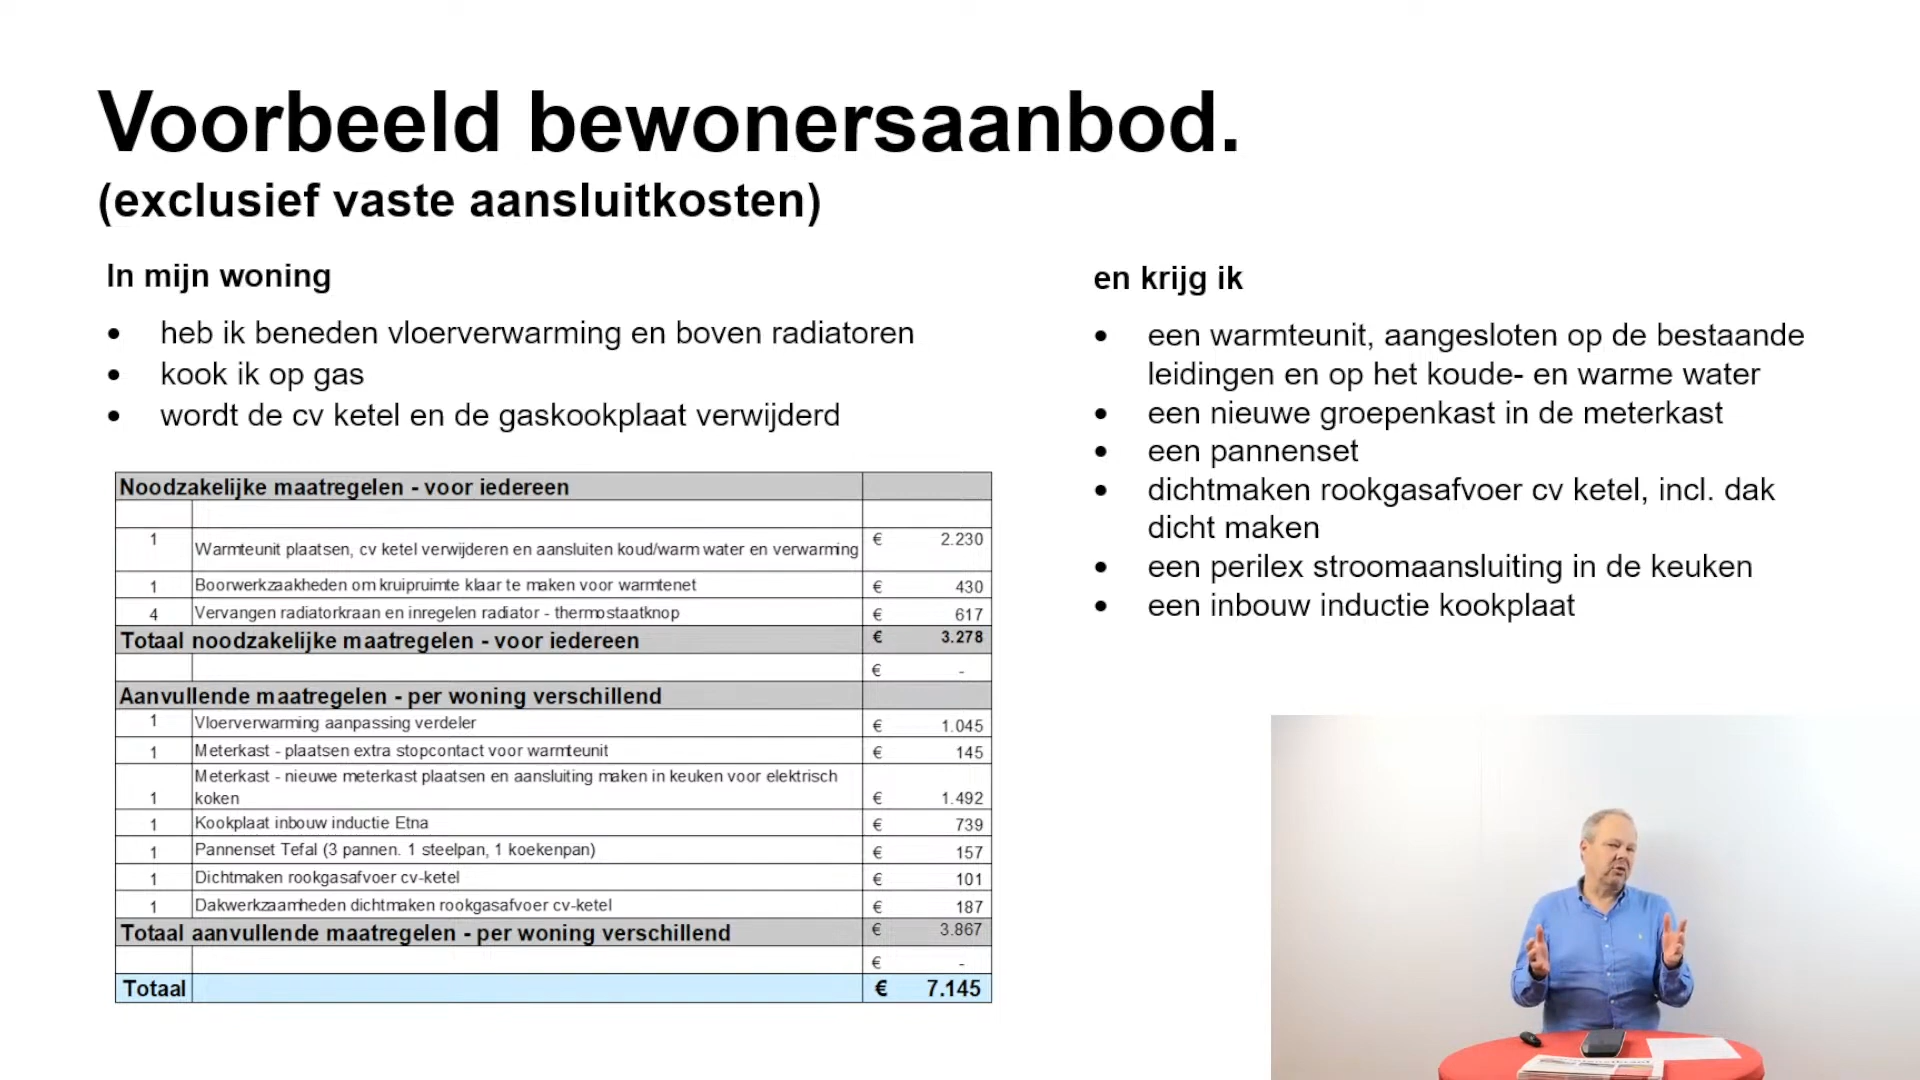 Voorbeeld bewonersaanbod.
(exclusief vaste aansluitkosten)
In mijn woning
• heb ik beneden vloerverwarming en boven radiatoren
• kook ik op gas
• wordt de cv ketel en de gaskookplaat verwijderd
Noodzakelijke maatregelen - voor iedereen
1 Warmteunit plaatsen, cv ketel verwijderen en aansluiten koud/warm water en verwarming € 2.230
1 Boorwerkzaakheden om kruipruimte klaar te maken voor warmtenet € 430
4 Vervangen radiatorkraan en inregelen radiator - thermostaatknop € 617
Totaal noodzakelijke maatregelen - voor iedereen € 3.278
€ -
Aanvullende maatregelen - per woning verschillend
1 Vloerverwarming aanpassing verdeler € 1.045
1 Meterkast - plaatsen extra stopcontact voor warmteunit € 145
Meterkast - nieuwe meterkast plaatsen en aansluiting maken in keuken voor elektrisch
1 koken € 1.492
1 Kookplaat inbouw inductie Etna € 739
1 Pannenset Tefal (3 pannen. 1 steelpan, 1 koekenpan) € 157
1 Dichtmaken rookgasafvoer cv-ketel € 101
1 Dakwerkzaamheden dichtmaken rookgasafvoer cv-ketel € 187
Totaal aanvullende maatregelen - per woning verschillend € 3.867
€ -
Totaal € 7.145
en krijg ik
• een warmteunit, aangesloten op de bestaande
leidingen en op het koude- en warme water
• een nieuwe groepenkast in de meterkast
• een pannenset
• dichtmaken rookgasafvoer cv ketel, incl. dak
dicht maken
• een perilex stroomaansluiting in de keuken
• een inbouw inductie kookplaat